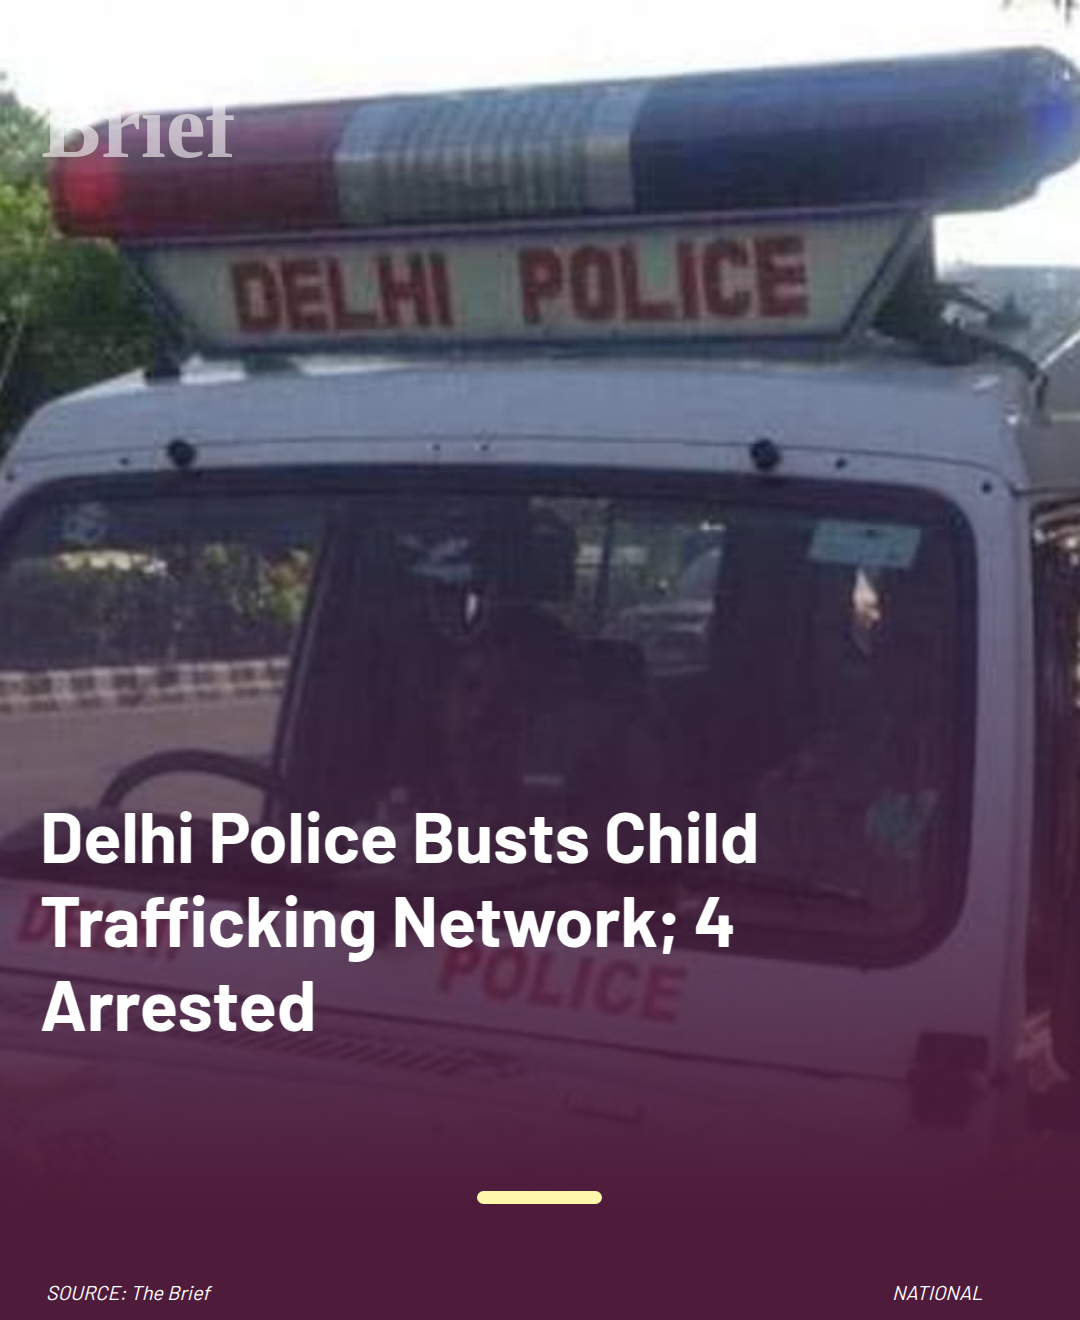 Brief
DELHI POLICE
Delhi Police Busts Child
Trafficking Network; 4
Arrested
POLICE
SOURCE: The Brief
NATIONAL